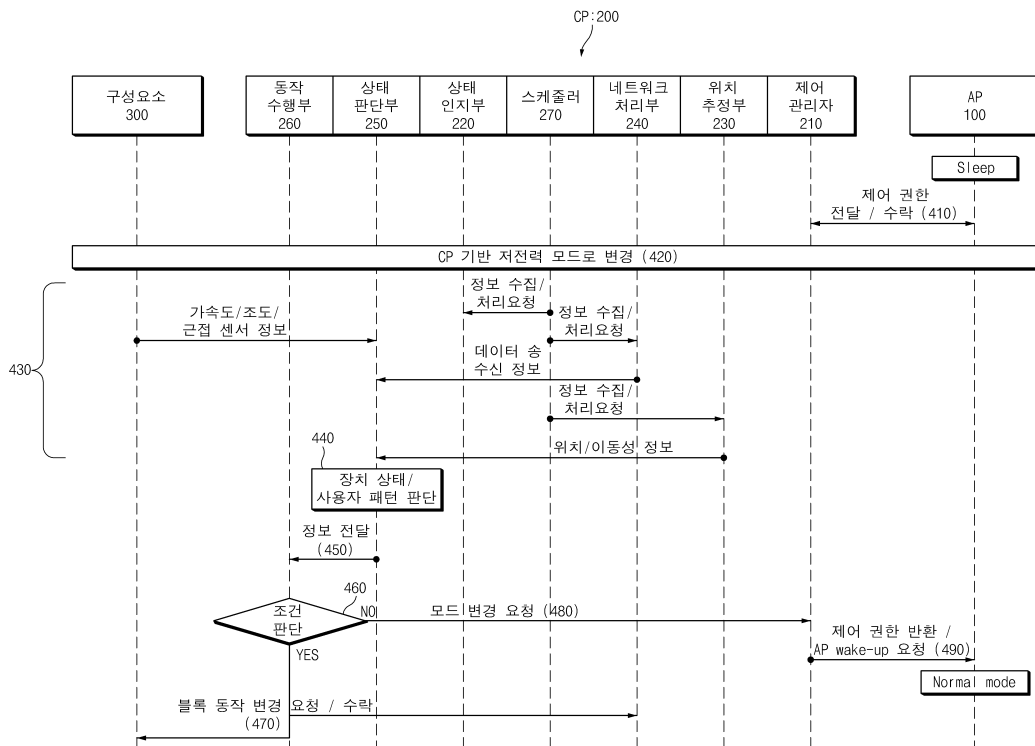 CP:200
구성요소
300
동작
수행부
260
상태
판단부
250
상태
인지부
220
스케줄러
270
네트워크
처리부
240
위치
추정부
230
제어
관리자
210
AP
100
Sleep
제어 권한
전달 / 수락 (410)
CP 기반 저전력 모드로 변경 (420)
430
정보 수집/
처리요청
가속도/조도/
근접 센서 정보
정보 수집/
처리요청
데이터 송
수신 정보
정보 수집/
처리요청
위치/이동성 정보
440
장치 상태/
사용자 패턴 판단
정보 전달
(450)
460
조건
판단
NO
모드 변경 요청 (480)
YES
제어 권한 반환 /
AP wake-up 요청 (490)
Normal mode
블록 동작 변경 요청 / 수락
(470)